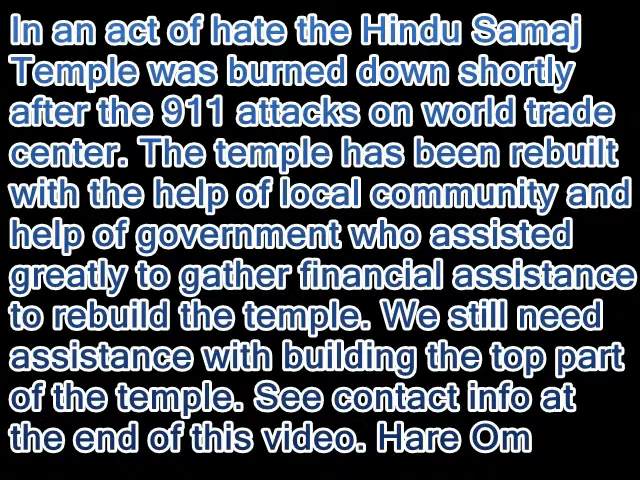 In an act of hate the Hindu Samaj
Temple was burned down shortly
after the 911 attacks on world trade
center. The temple has been rebuilt
with the help of local community and
help of government who assisted
greatly to gather financial assistance
to rebuild the temple. We still need
assistance with building the top part
of the temple. See contact info at
the end of this video. Hare Om